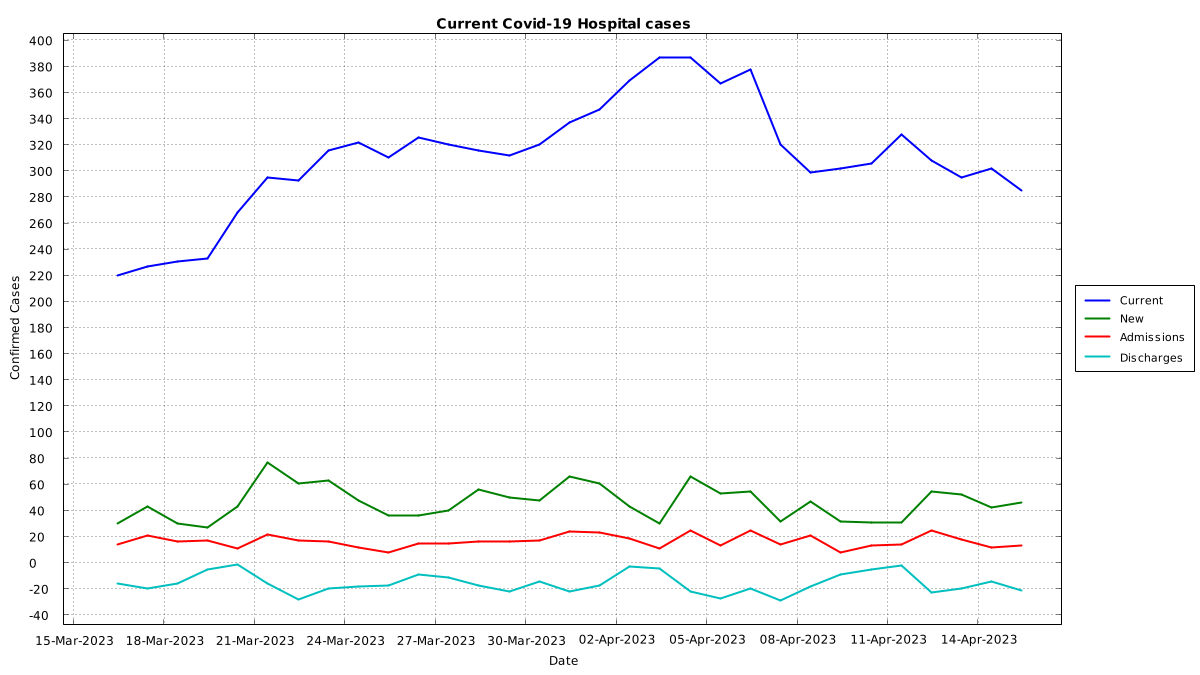 Current Covid-19 Hospital cases
400
380
360
340
320
300
280
260
240
220
200
180
160
140
120
100
80
60
40
20
0
-20
-40
Confirmed Cases
15-Mar-2023 18-Mar-2023 21-Mar-2023 24-Mar-2023 27-Mar-2023 30-Mar-2023 02-Apr-2023 05-Apr-2023 08-Apr-2023 11-Apr-2023 14-Apr-2023
Date
Current
New
Admissions
Discharges